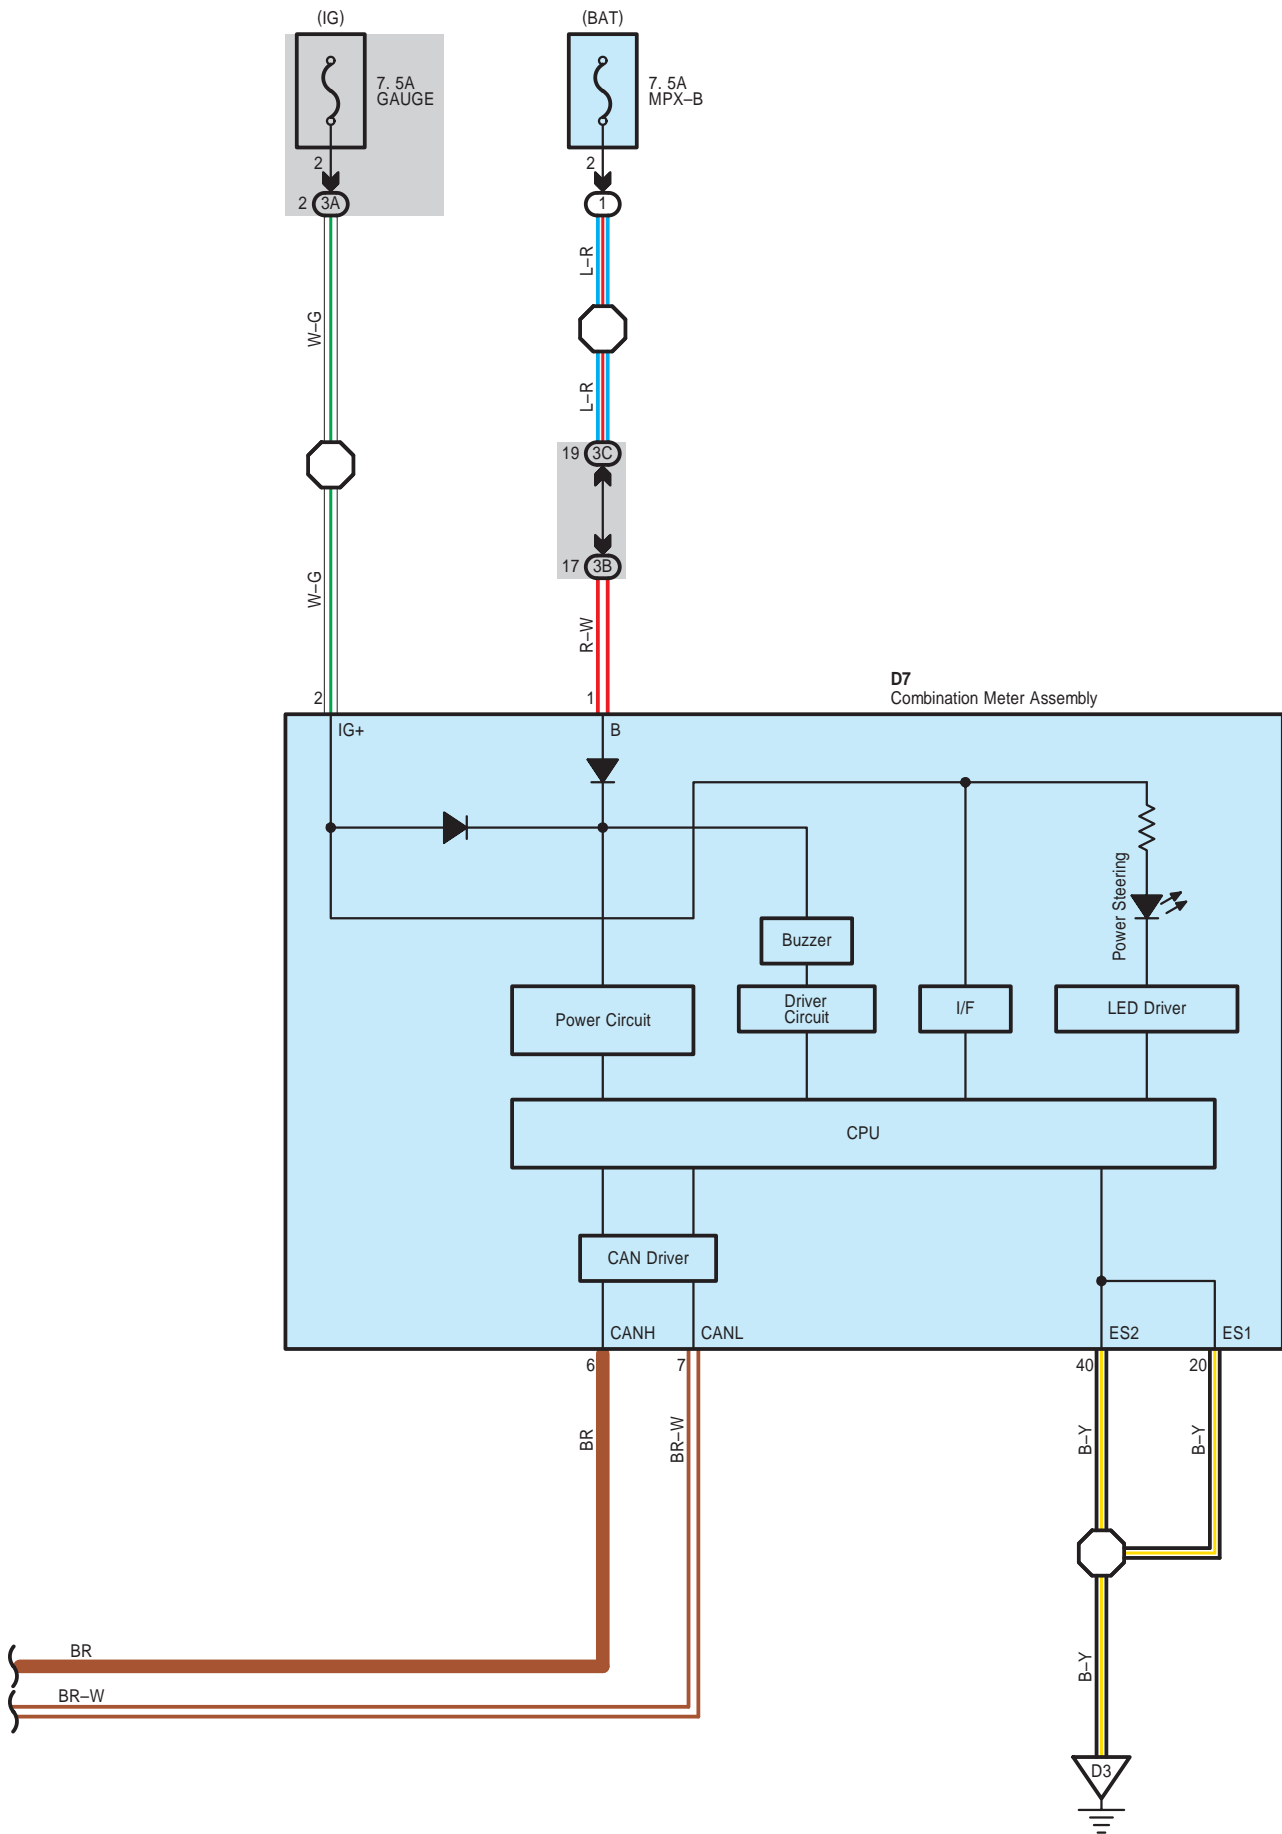 (IG)
(BAT)
7. 5A
GAUGE
7. 5A
MPX–B
2
2
2
3A
1
L–R
W–G
L–R
19
3C
17
3B
W–G
R–W
D7
Combination Meter Assembly
2
1
IG+
B
Power Steering
Buzzer
Power Circuit
Driver
Circuit
I/F
LED Driver
CPU
CAN Driver
CANH
CANL
ES2
ES1
6
7
40
20
BR
BR–W
B–Y
B–Y
BR
BR–W
B–Y
D3